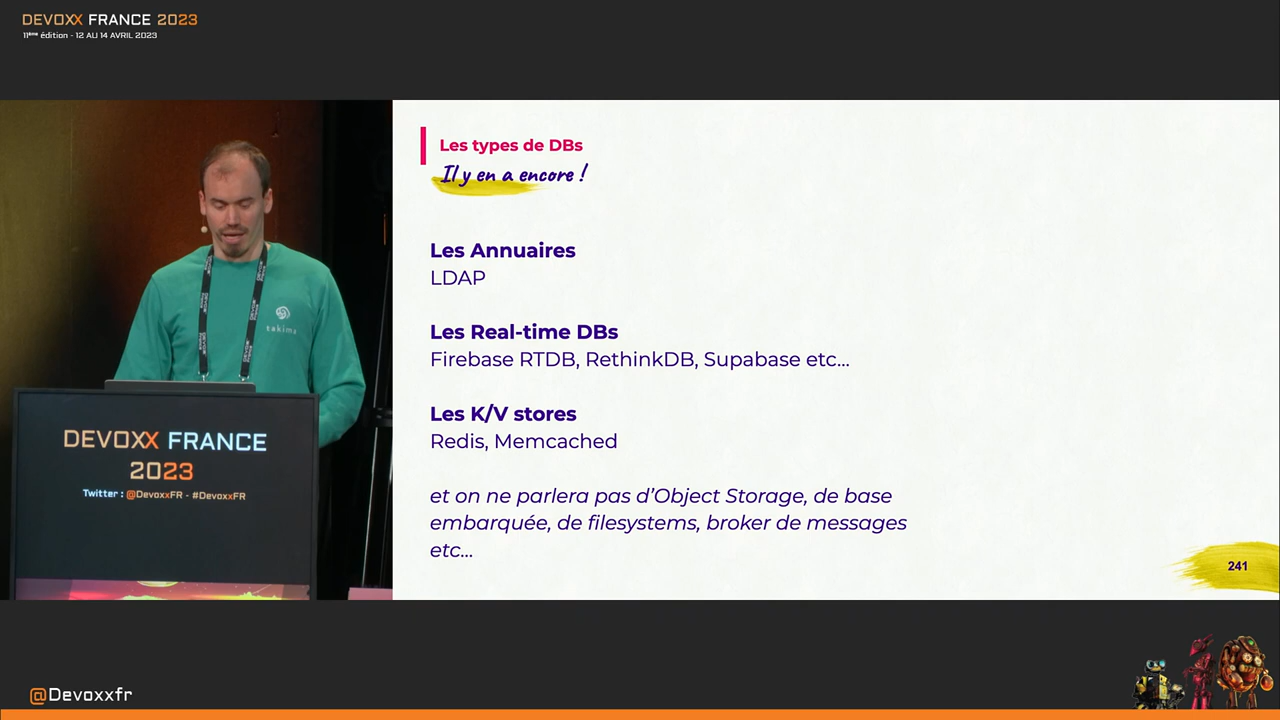 DEVOXX FRANCE 2023
11ème édition - 12 AU 14 AVRIL 2023
Les types de DBs
Il y en a encore !
Les Annuaires
LDAP
Les Real-time DBs
Firebase RTDB, RethinkDB, Supabase etc...
Les K/V stores
Redis, Memcached
et on ne parlera pas d’Object Storage, de base
embarquée, de filesystems, broker de messages
etc...
241
takima
DEVOXX FRANCE
2023
Twitter : @DevoxxFR - #DevoxxFR
@Devoxxfr